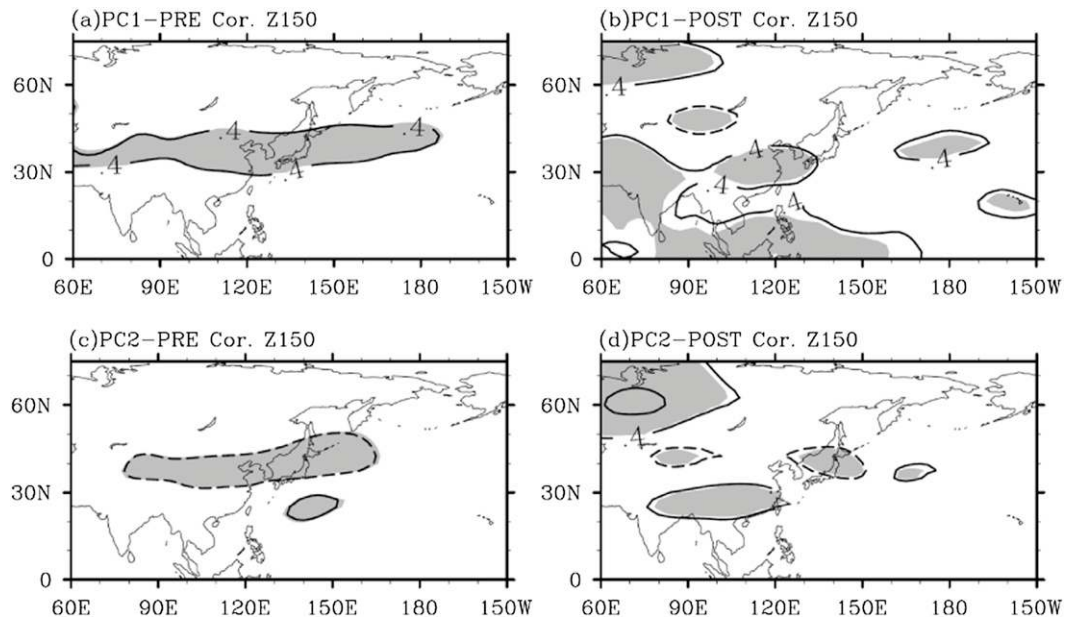 (a)PC1-PRE Cor. Z150
(b)PC1-POST Cor. Z150
60N
30N
0
.4
.4
.4
.4
60E 90E 120E 150E 180 150W
60N
30N
0
.4
.4
.4
.4
.4
60E 90E 120E 150E 180 150W
(c)PC2-PRE Cor. Z150
(d)PC2-POST Cor. Z150
60N
30N
0
60E 90E 120E 150E 180 150W
60N
30N
0
.4
60E 90E 120E 150E 180 150W